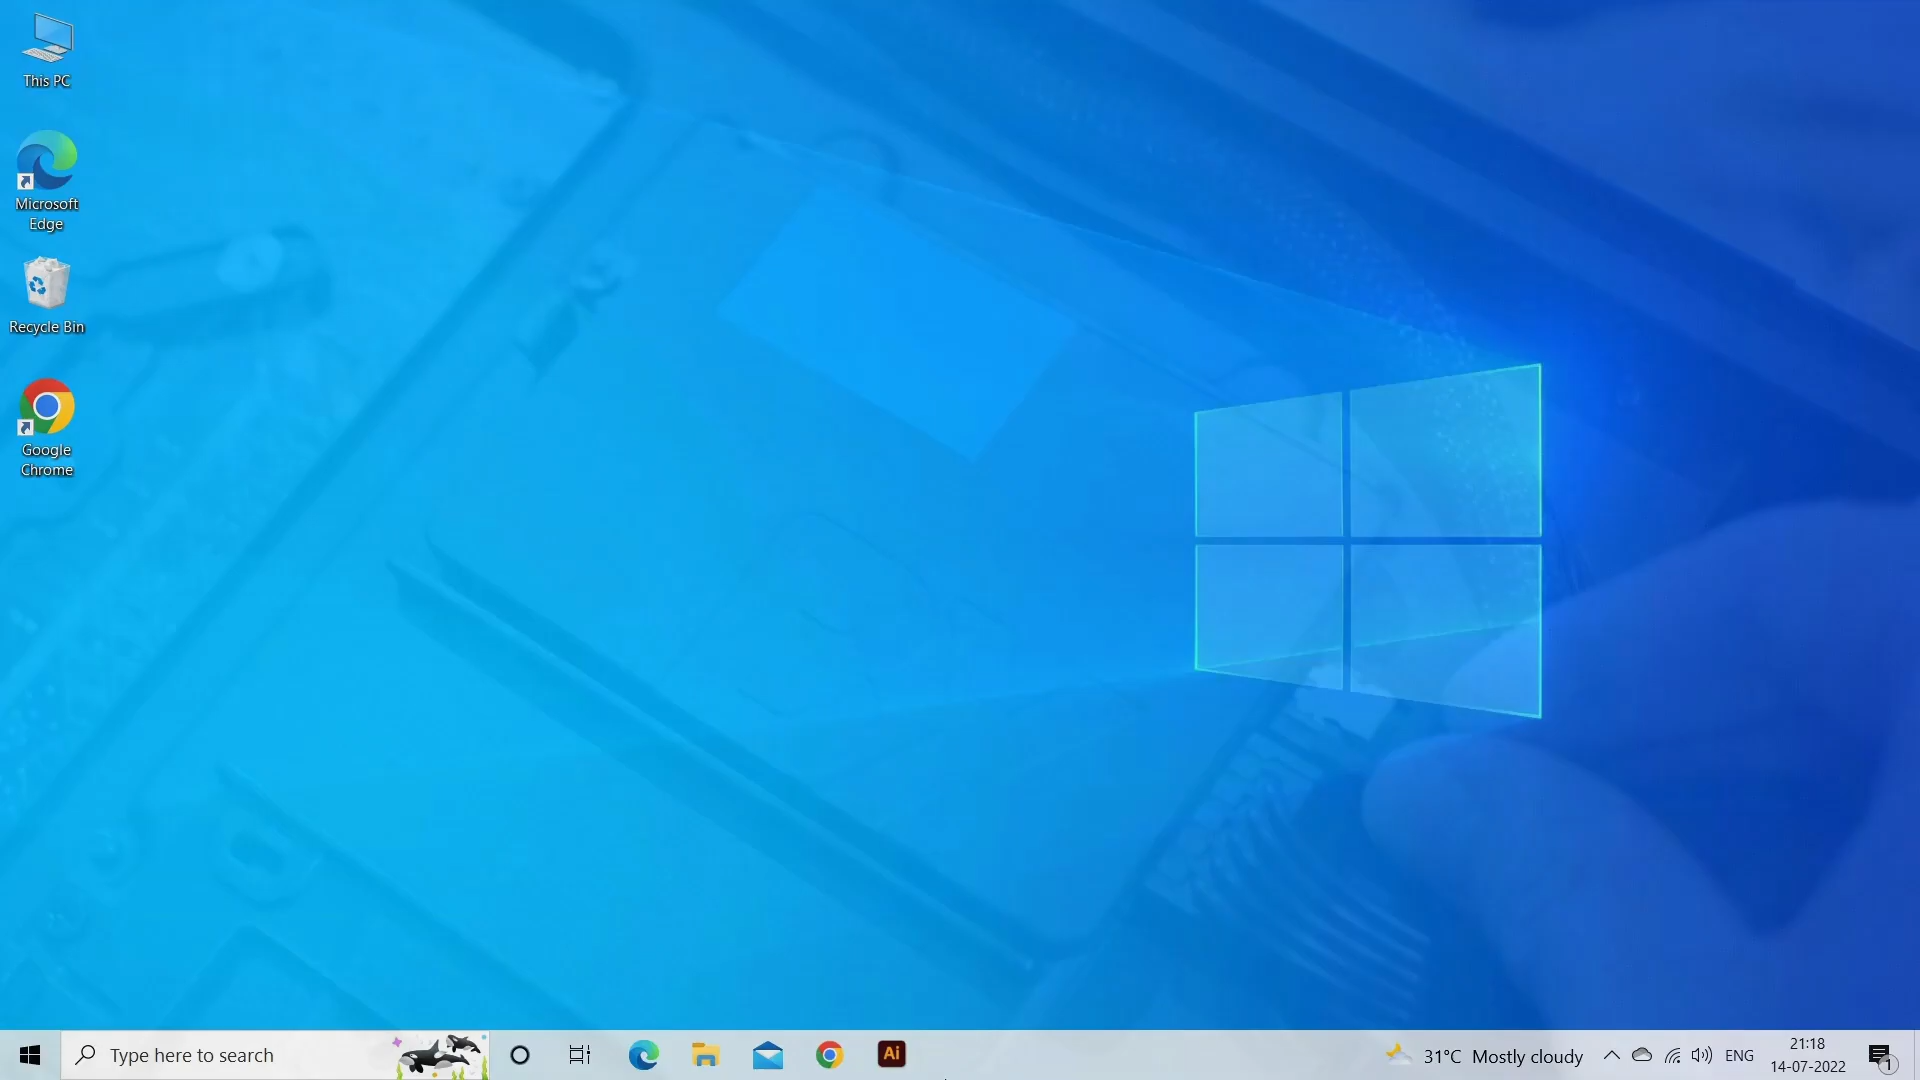 This PC
Microsoft
Edge
Recycle Bin
Google
Chrome
Type here to search
Ai
31°C Mostly cloudy
ENG
21:18
14-07-2022
1